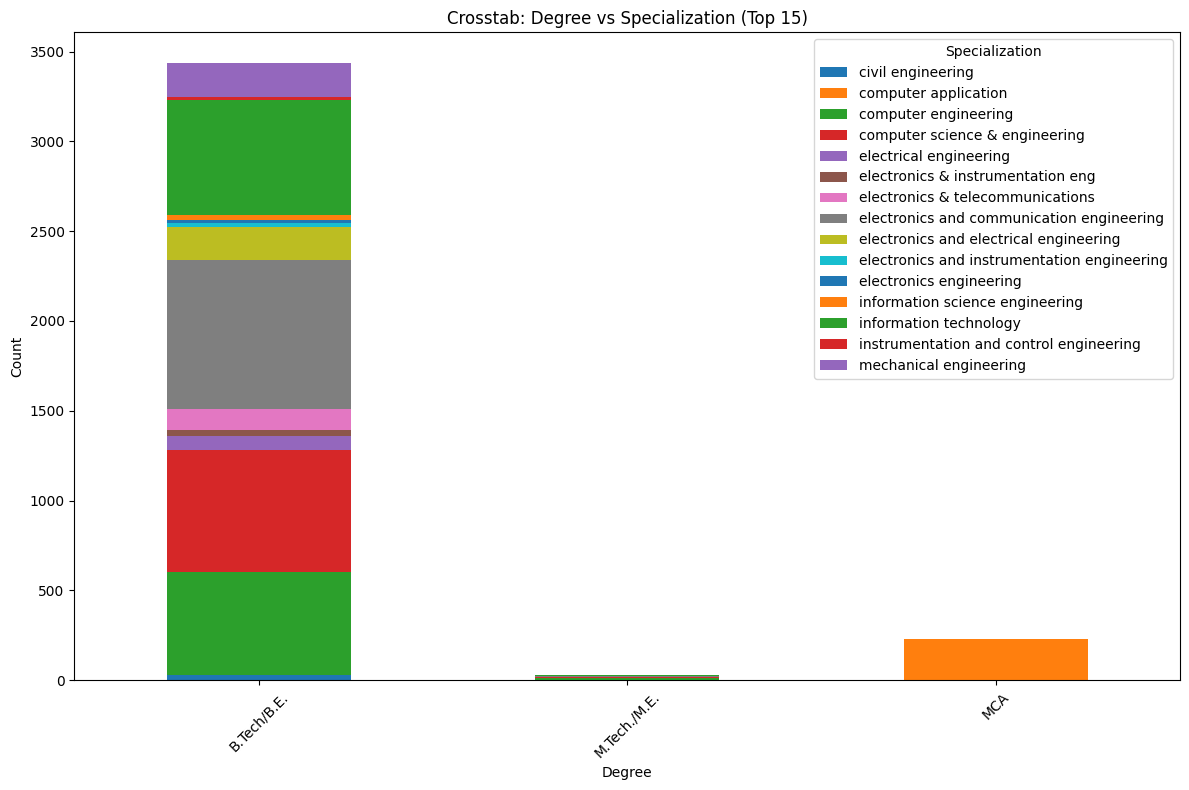 Crosstab: Degree vs Specialization (Top 15)
Specialization
civil engineering
computer application
computer engineering
computer science & engineering
electrical engineering
electronics & instrumentation eng
electronics & telecommunications
electronics and communication engineering
electronics and electrical engineering
electronics and instrumentation engineering
electronics engineering
information science engineering
information technology
instrumentation and control engineering
mechanical engineering
Count
3500
3000
2500
2000
1500
1000
500
0
B.Tech/B.E.
M.Tech./M.E.
MCA
Degree